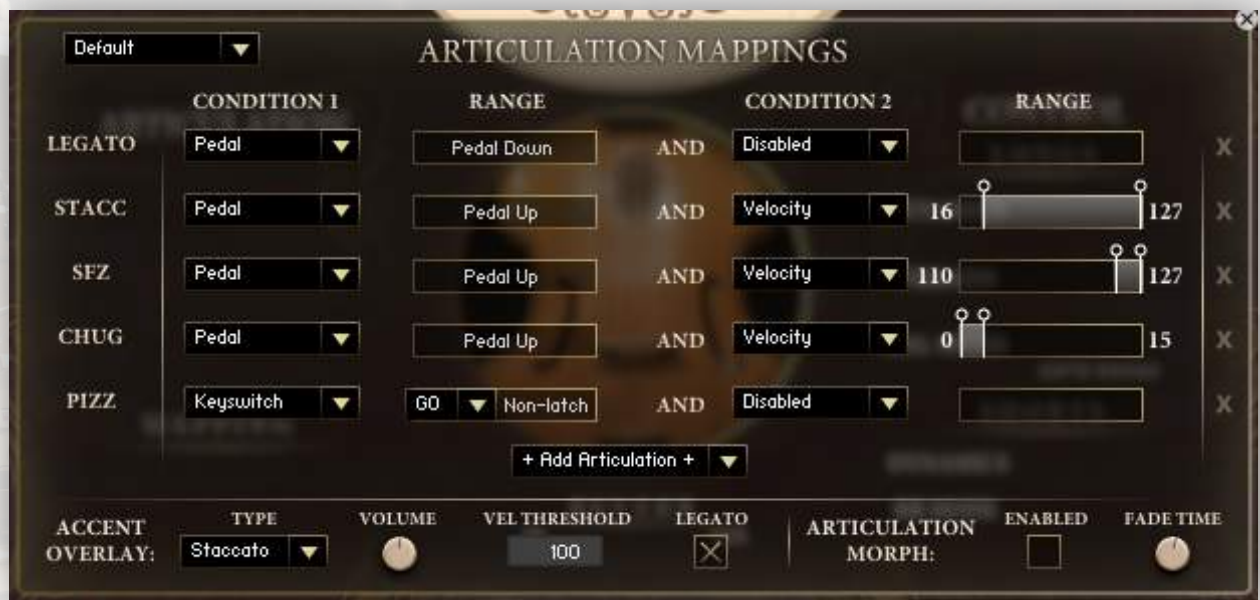 Default
ARTICULATION MAPPINGS
CONDITION 1 RANGE CONDITION 2 RANGE
LEGATO Pedal Pedal Down AND Disabled X
STACC Pedal Pedal Up AND Velocity 16 127 X
SFZ Pedal Pedal Up AND Velocity 110 127 X
CHUG Pedal Pedal Up AND Velocity 0 15 X
PIZZ Keyswitch G0 Non-latch AND Disabled X
+ Add Articulation +
TYPE VOLUME VEL THRESHOLD LEGATO ENABLED FADE TIME
ACCENT OVERLAY: Staccato 100 ARTICULATION MORPH: